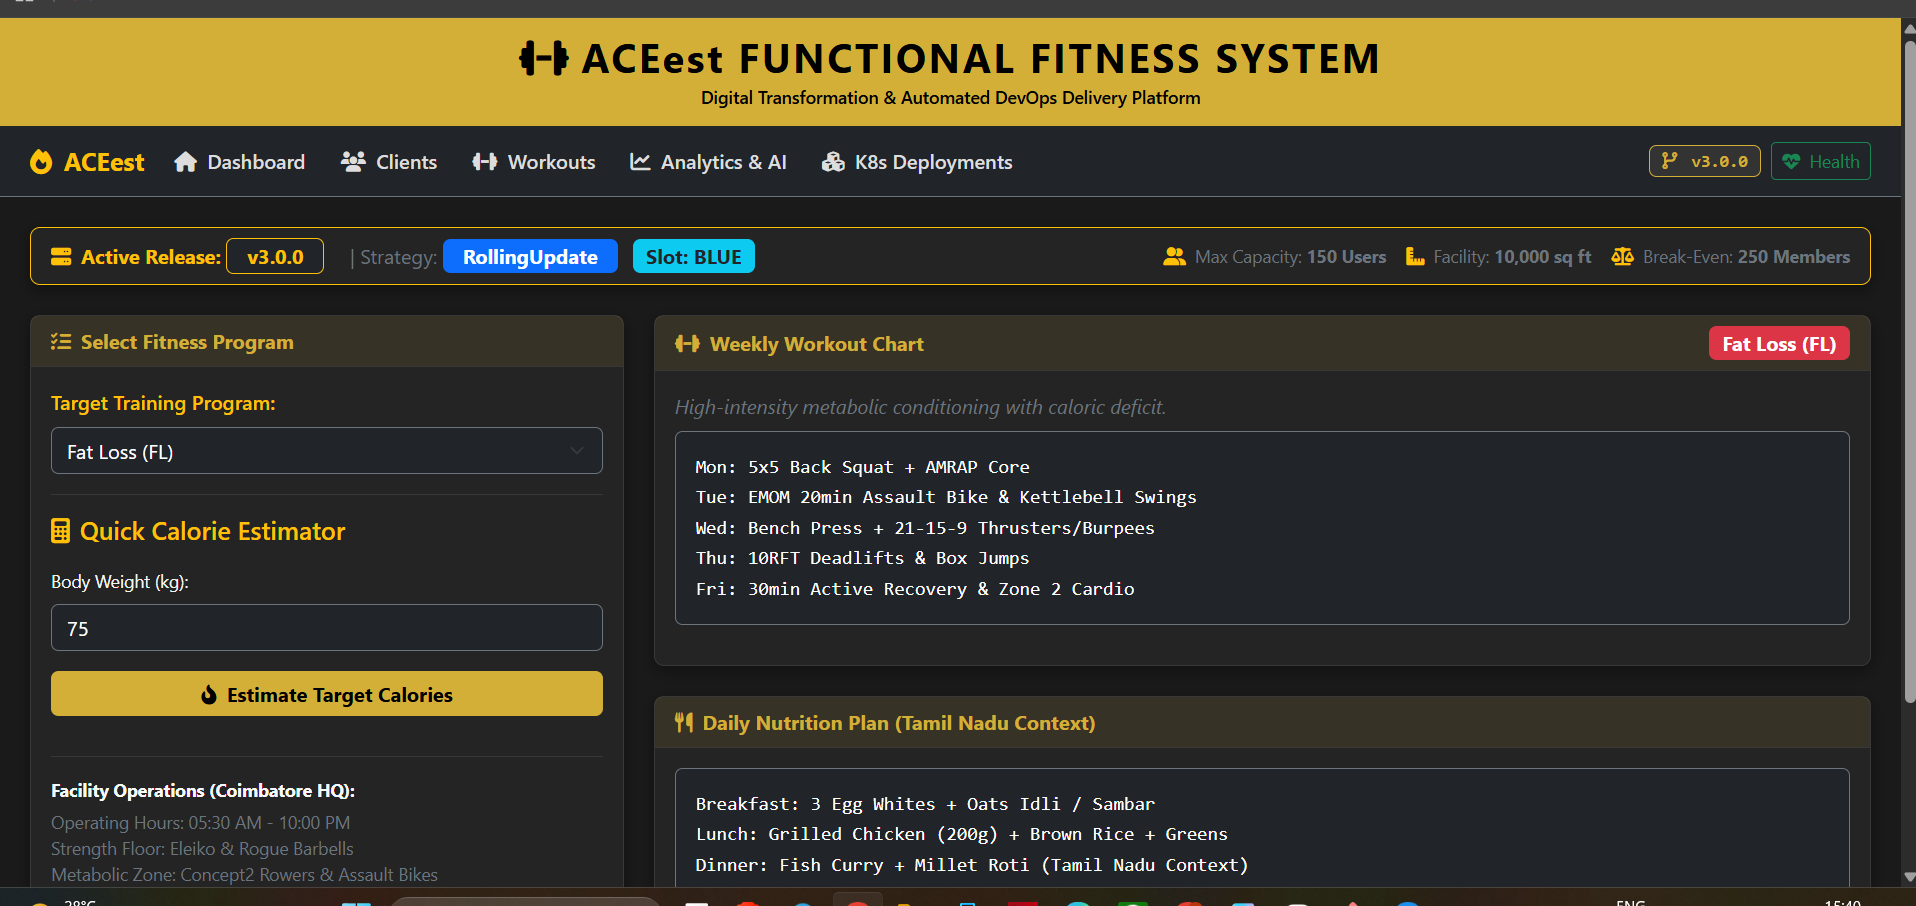 ACEest FUNCTIONAL FITNESS SYSTEM
Digital Transformation & Automated DevOps Delivery Platform
ACEest Dashboard Clients Workouts Analytics & AI K8s Deployments v3.0.0 Health
Active Release: v3.0.0 | Strategy: RollingUpdate Slot: BLUE Max Capacity: 150 Users Facility: 10,000 sq ft Break-Even: 250 Members
Select Fitness Program
Target Training Program:
Fat Loss (FL)
Quick Calorie Estimator
Body Weight (kg):
75
Estimate Target Calories
Facility Operations (Coimbatore HQ):
Operating Hours: 05:30 AM - 10:00 PM
Strength Floor: Eleiko & Rogue Barbells
Metabolic Zone: Concept2 Rowers & Assault Bikes
Weekly Workout Chart Fat Loss (FL)
High-intensity metabolic conditioning with caloric deficit.
Mon: 5x5 Back Squat + AMRAP Core
Tue: EMOM 20min Assault Bike & Kettlebell Swings
Wed: Bench Press + 21-15-9 Thrusters/Burpees
Thu: 10RFT Deadlifts & Box Jumps
Fri: 30min Active Recovery & Zone 2 Cardio
Daily Nutrition Plan (Tamil Nadu Context)
Breakfast: 3 Egg Whites + Oats Idli / Sambar
Lunch: Grilled Chicken (200g) + Brown Rice + Greens
Dinner: Fish Curry + Millet Roti (Tamil Nadu Context)
38°C ENG 15:40